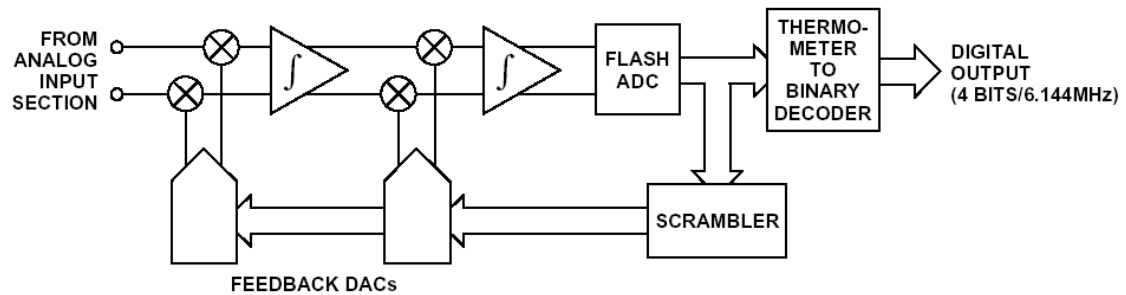 FROM
ANALOG
INPUT
SECTION
∫
∫
FLASH
ADC
THERMO-
METER
TO
BINARY
DECODER
DIGITAL
OUTPUT
(4 BITS/6.144MHz)
SCRAMBLER
FEEDBACK DACs